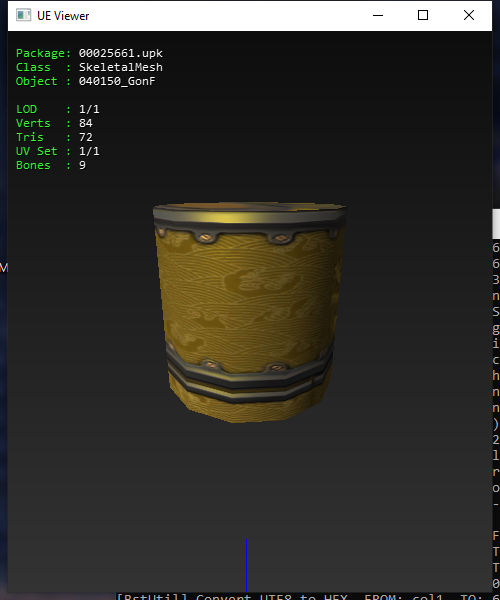 UE Viewer
Package: 00025661.upk
Class : SkeletalMesh
Object : 040150_GonF
LOD : 1/1
Verts : 84
Tris : 72
UV Set : 1/1
Bones : 9